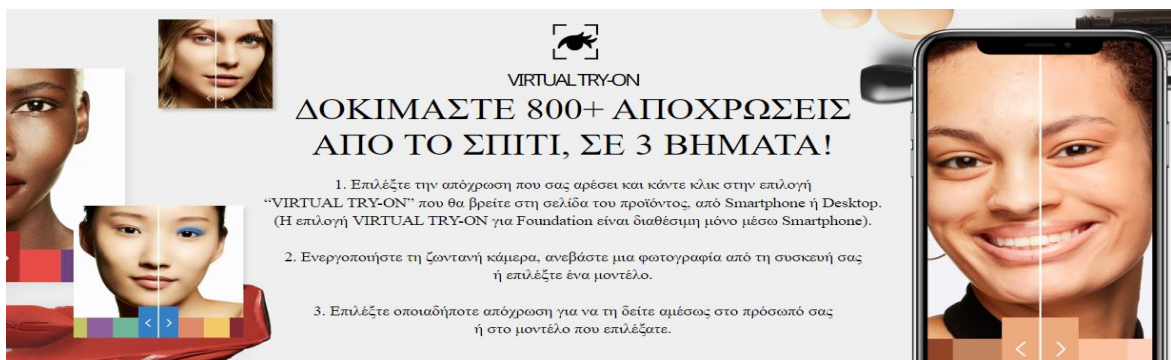 VIRTUAL TRY-ON
ΔΟΚΙΜΑΣΤΕ 800+ ΑΠΟΧΡΩΣΕΙΣ
ΑΠΟ ΤΟ ΣΠΙΤΙ, ΣΕ 3 ΒΗΜΑΤΑ!
1. Επιλέξτε την απόχρωση που σας αρέσει και κάντε κλικ στην επιλογή
“VIRTUAL TRY-ON” που θα βρείτε στη σελίδα του προϊόντος, από Smartphone ή Desktop.
(Η επιλογή VIRTUAL TRY-ON για Foundation είναι διαθέσιμη μόνο μέσω Smartphone).
2. Ενεργοποιήστε τη ζωντανή κάμερα, ανεβάστε μια φωτογραφία από τη συσκευή σας
ή επιλέξτε ένα μοντέλο.
3. Επιλέξτε οποιαδήποτε απόχρωση για να τη δείτε αμέσως στο πρόσωπό σας
ή στο μοντέλο που επιλέξατε.